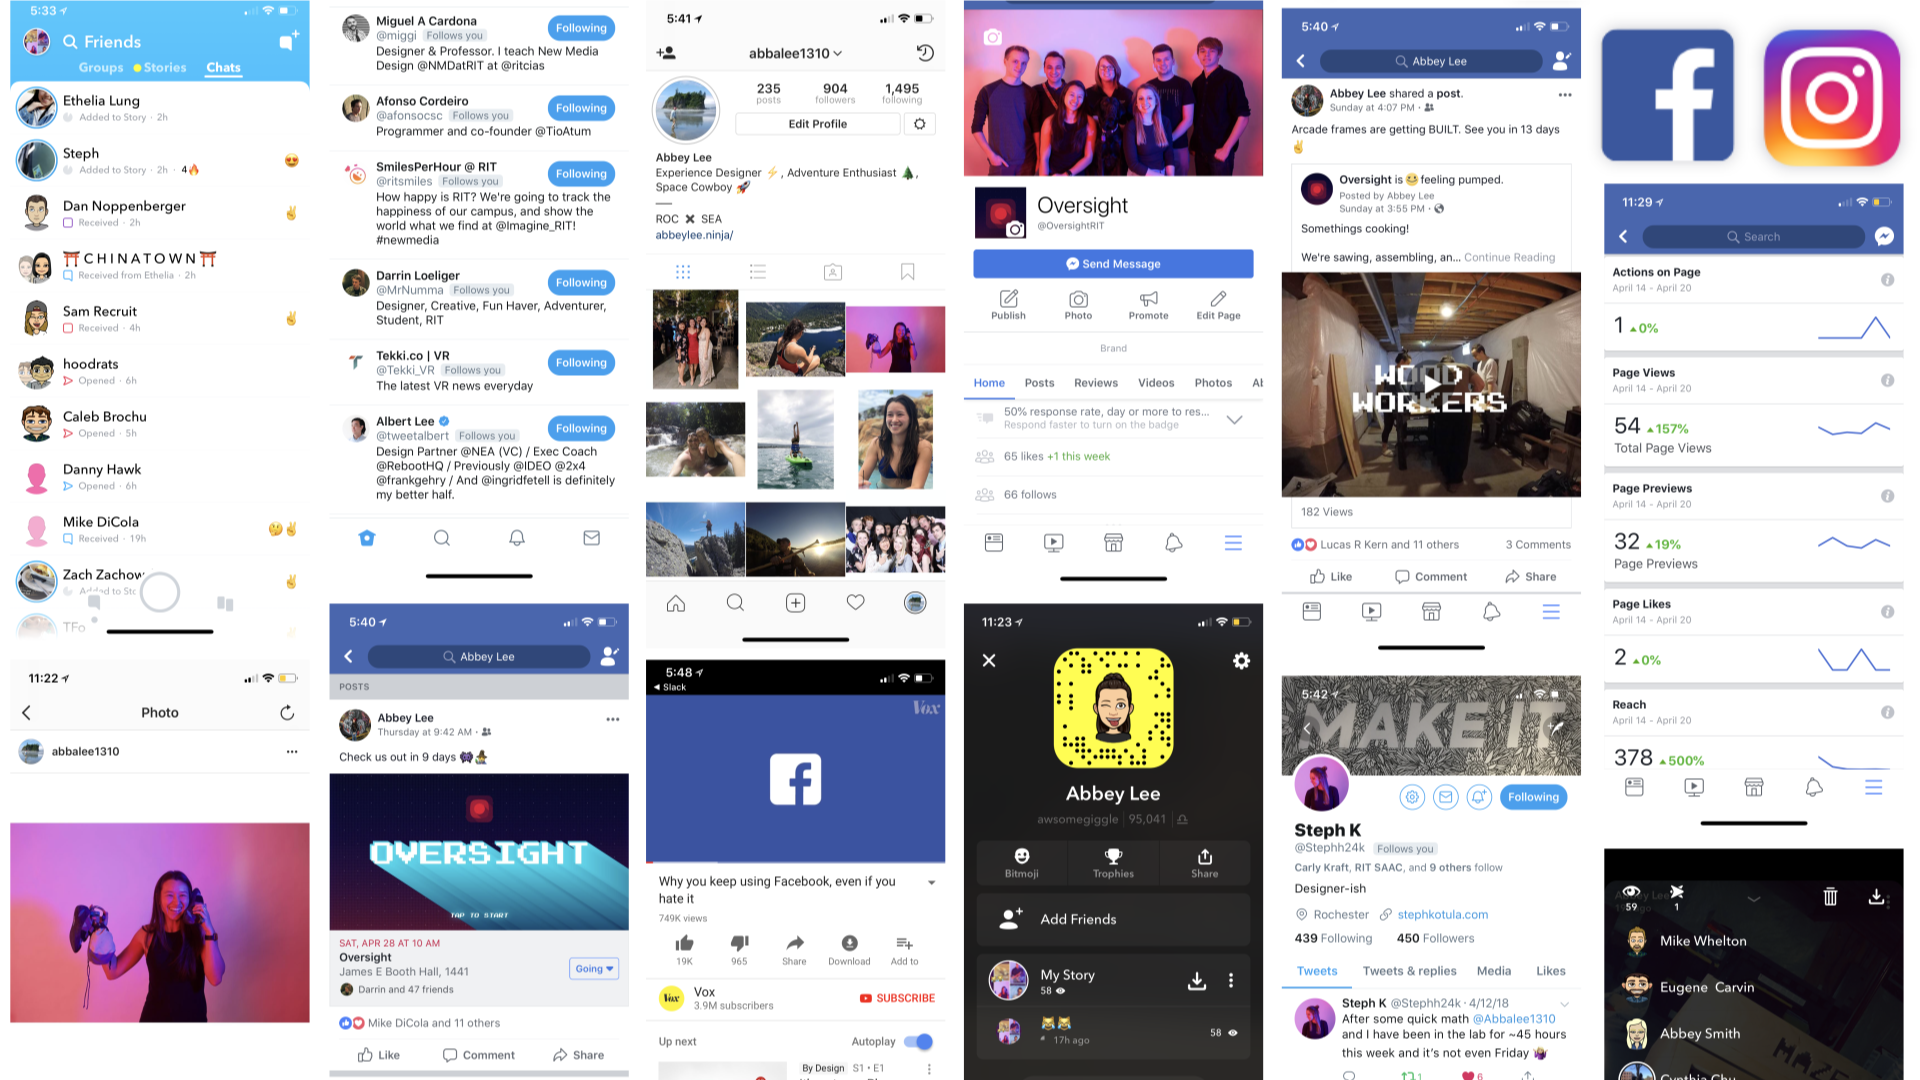 5:33
Friends
Groups
Stories
Chats
Ethelia Lung
Added to Story · 2h
Steph
Added to Story · 2h · 4🔥
Dan Noppenberger
Received · 2h
⛩CHINATOWN⛩
Received from Ethelia · 2h
Sam Recruit
Received · 4h
hoodrats
Opened · 6h
Caleb Brochu
Opened · 5h
Danny Hawk
Opened · 6h
Mike DiCola
Received · 19h
Zach Zachow
Added to Sto
TFo
11:22
Photo
abbalee1310
Miguel A Cardona
@miggi Follows you
Following
Designer & Professor. I teach New Media
Design @NMDatRIT at @ritcias
Afonso Cordeiro
@afonsocsc Follows you
Following
Programmer and co-founder @TioAtum
SmilesPerHour @ RIT
@ritsmiles Follows you
Following
How happy is RIT? We're going to track the
happiness of our campus, and show the
world what we find at @Imagine_RIT!
#newmedia
Darrin Loeliger
@MrNumma Follows you
Following
Designer, Creative, Fun Haver, Adventurer,
Student, RIT
Tekki.co | VR
@Tekki_VR Follows you
Following
The latest VR news everyday
Albert Lee
@tweetalbert Follows you
Following
Design Partner @NEA (VC) / Exec Coach
@RebootHQ / Previously @IDEO @2x4
@frankgehry / And @ingridfetell is definitely
my better half.
5:40
Abbey Lee
POSTS
Abbey Lee
Thursday at 9:42 AM ·
Check us out in 9 days
OVERSIGHT
TAP TO START
SAT, APR 28 AT 10 AM
Oversight
James E Booth Hall, 1441
Going
Darrin and 47 friends
Mike DiCola and 11 others
Like
Comment
Share
5:41
abbalee1310
235
904
1,495
posts
followers
following
Edit Profile
Abbey Lee
Experience Designer ⚡, Adventure Enthusiast 🌲,
Space Cowboy 🚀
—
ROC ✖ SEA
abbeylee.ninja/
5:48
Slack
Vox
Why you keep using Facebook, even if you
hate it
749K views
19K
965
Share
Download
Add to
Vox
Vox
3.9M subscribers
SUBSCRIBE
Up next
Autoplay
By Design S1 • E1
Oversight
@OversightRIT
Send Message
Publish
Photo
Promote
Edit Page
Brand
Home
Posts
Reviews
Videos
Photos
Al
50% response rate, day or more to res...
Respond faster to turn on the badge
65 likes +1 this week
66 follows
11:23
Abbey Lee
awsomegiggle | 95,041 | ♎
Bitmoji
Trophies
Share
Add Friends
My Story
58
17h ago
58
5:40
Abbey Lee
Abbey Lee shared a post.
Sunday at 4:07 PM ·
Arcade frames are getting BUILT. See you in 13 days
✌
Oversight is 😀 feeling pumped.
Posted by Abbey Lee
Sunday at 3:55 PM ·
Somethings cooking!
We're sawing, assembling, an... Continue Reading
WOOD
WORKERS
182 Views
Lucas R Kern and 11 others
3 Comments
Like
Comment
Share
5:42
MAKE IT
Following
Steph K
@Stephh24k Follows you
Carly Kraft, RIT SAAC, and 9 others follow
Designer-ish
Rochester
stephkotula.com
439 Following
450 Followers
Tweets
Tweets & replies
Media
Likes
Steph K @Stephh24k · 4/12/18
After some quick math @Abbalee1310
and I have been in the lab for ~45 hours
this week and it's not even Friday
1
6
11:29
Search
Actions on Page
April 14 - April 20
1 ▲0%
Page Views
April 14 - April 20
54 ▲157%
Total Page Views
Page Previews
April 14 - April 20
32 ▲19%
Page Previews
Page Likes
April 14 - April 20
2 ▲0%
Reach
April 14 - April 20
378 ▲500%
59
1
Mike Whelton
Eugene Carvin
Abbey Smith
Cynthia Chu